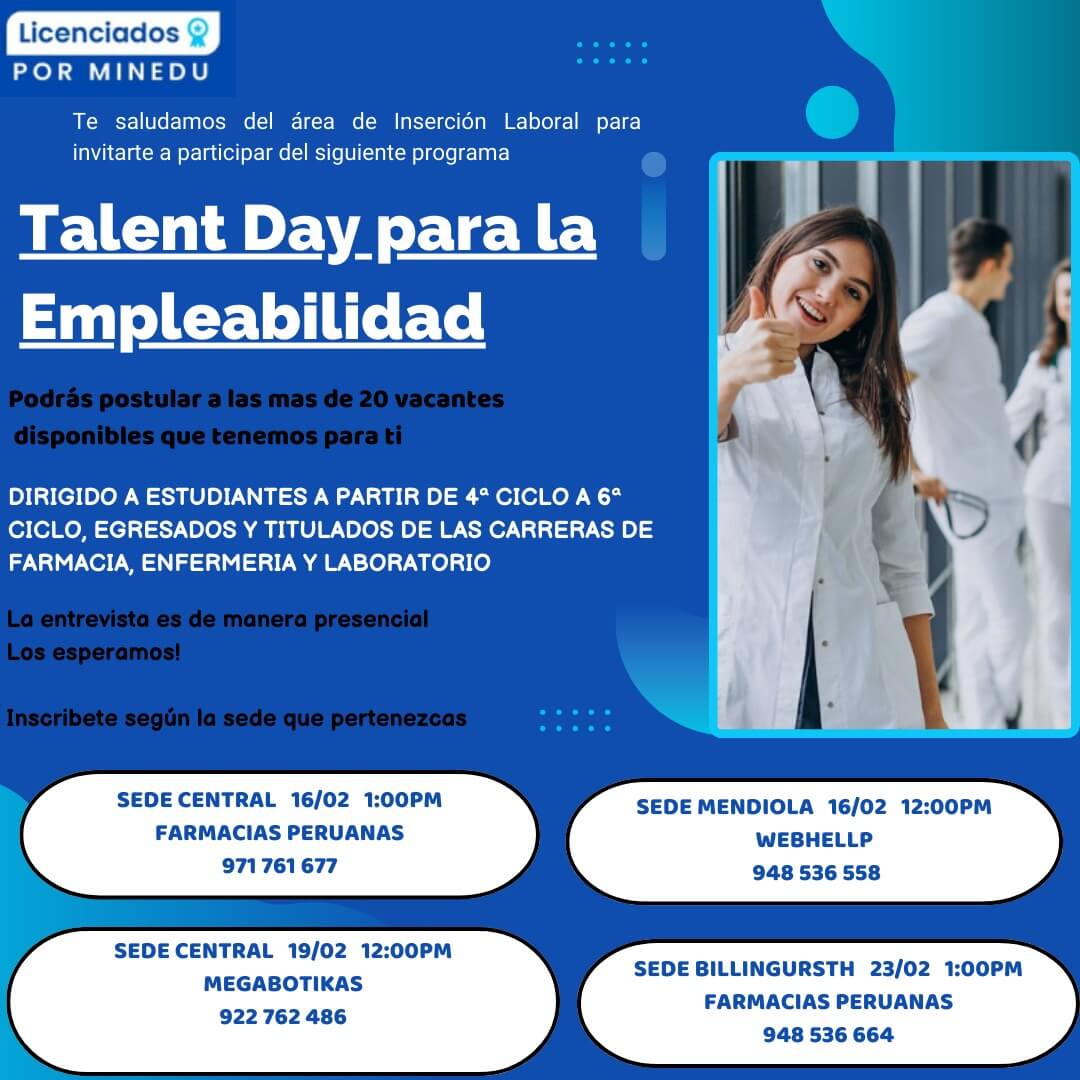 Licenciados
POR MINEDU
Te saludamos del área de Inserción Laboral para
invitarte a participar del siguiente programa
Talent Day para la
Empleabilidad
Podrás postular a las mas de 20 vacantes
disponibles que tenemos para ti
DIRIGIDO A ESTUDIANTES A PARTIR DE 4ª CICLO A 6ª
CICLO, EGRESADOS Y TITULADOS DE LAS CARRERAS DE
FARMACIA, ENFERMERIA Y LABORATORIO
La entrevista es de manera presencial
Los esperamos!
Inscribete según la sede que pertenezcas
SEDE CENTRAL 16/02 1:00PM
FARMACIAS PERUANAS
971 761 677
SEDE MENDIOLA 16/02 12:00PM
WEBHELLP
948 536 558
SEDE CENTRAL 19/02 12:00PM
MEGABOTIKAS
922 762 486
SEDE BILLINGURSTH 23/02 1:00PM
FARMACIAS PERUANAS
948 536 664